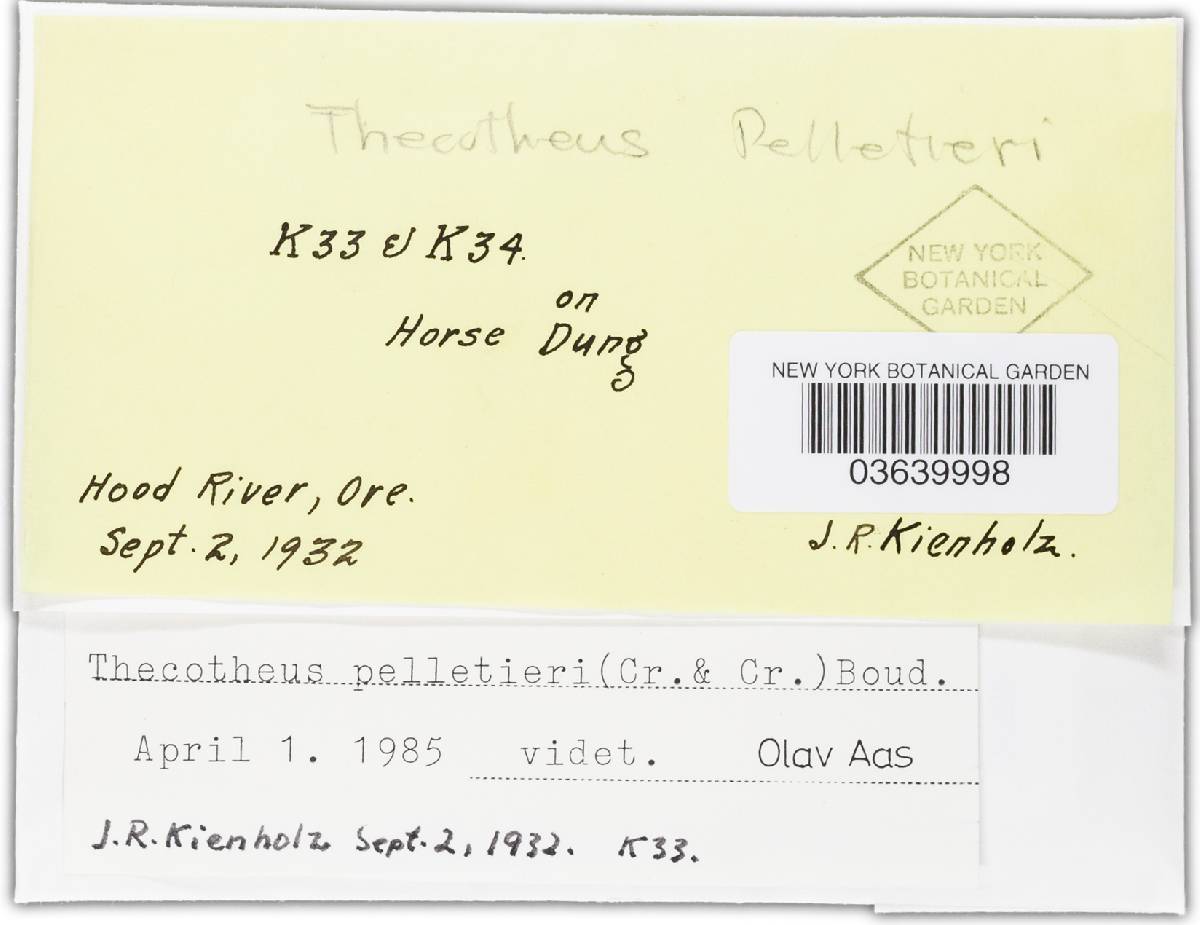 Thecotheus Pelletieri
K33 & K34.
on
Horse Dung
NEW YORK
BOTANICAL
GARDEN
NEW YORK BOTANICAL GARDEN
03639998
Hood River, Ore.
Sept. 2, 1932
J. R. Kienholz.
Thecotheus pelletieri(Cr.& Cr.)Boud.
April 1. 1985 videt. Olav Aas
J. R. Kienholz Sept. 2, 1932. K33.